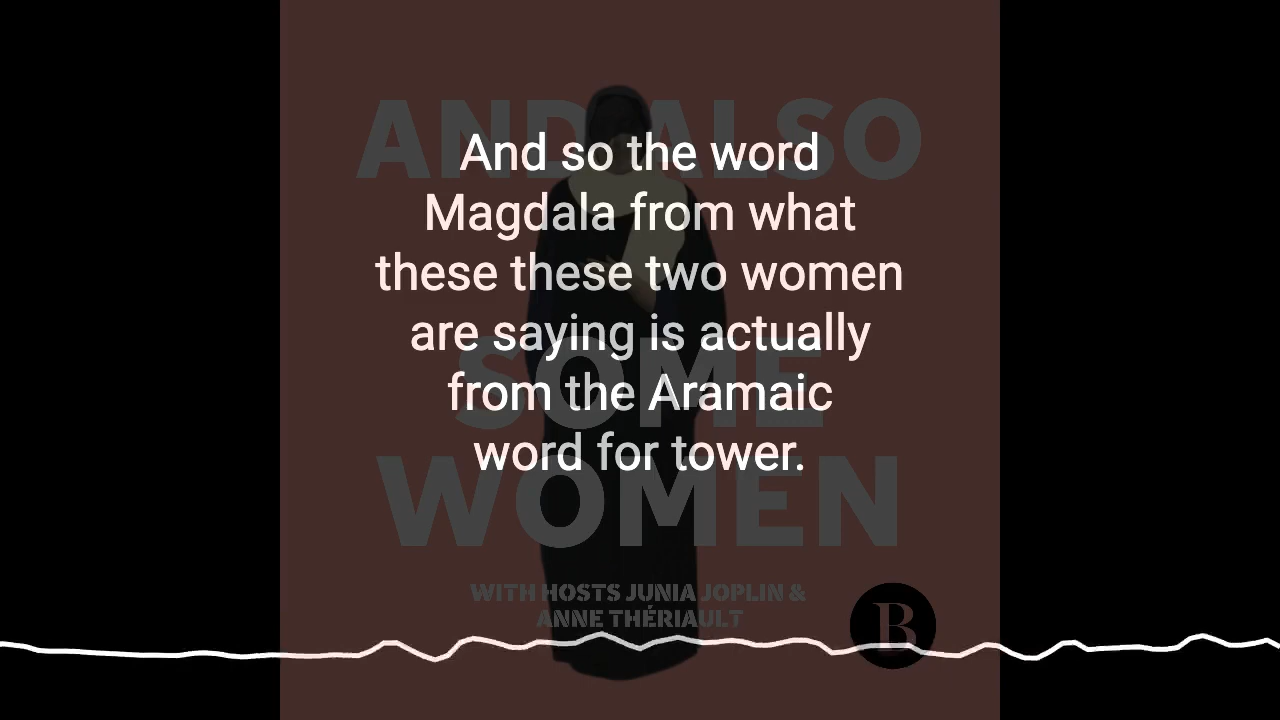 AND ALSO
And so the word
Magdala from what
these these two women
are saying is actually
from the Aramaic
word for tower.
SOME
WOMEN
WITH HOSTS JUNIA JOPLIN &
ANNE THÉRIAULT
B